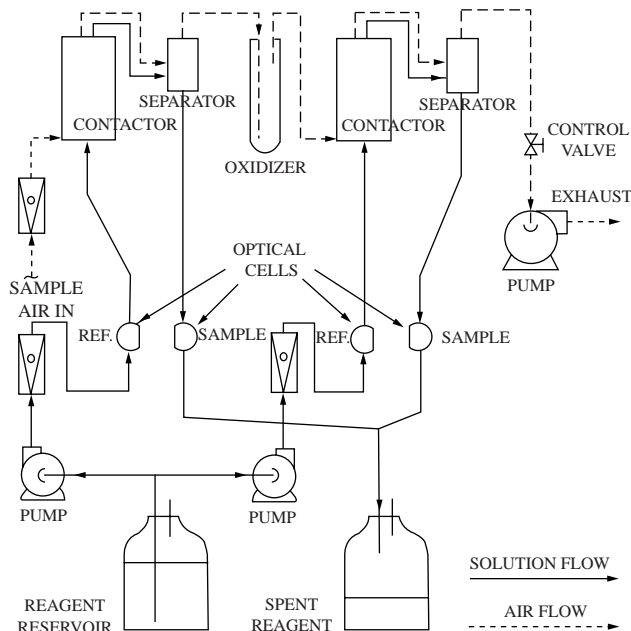 SEPARATOR
SEPARATOR
CONTACTOR
CONTACTOR
OXIDIZER
CONTROL
VALVE
EXHAUST
PUMP
SAMPLE
AIR IN
OPTICAL
CELLS
REF.
SAMPLE
REF.
SAMPLE
PUMP
PUMP
REAGENT
RESERVOIR
SPENT
REAGENT
SOLUTION FLOW
AIR FLOW